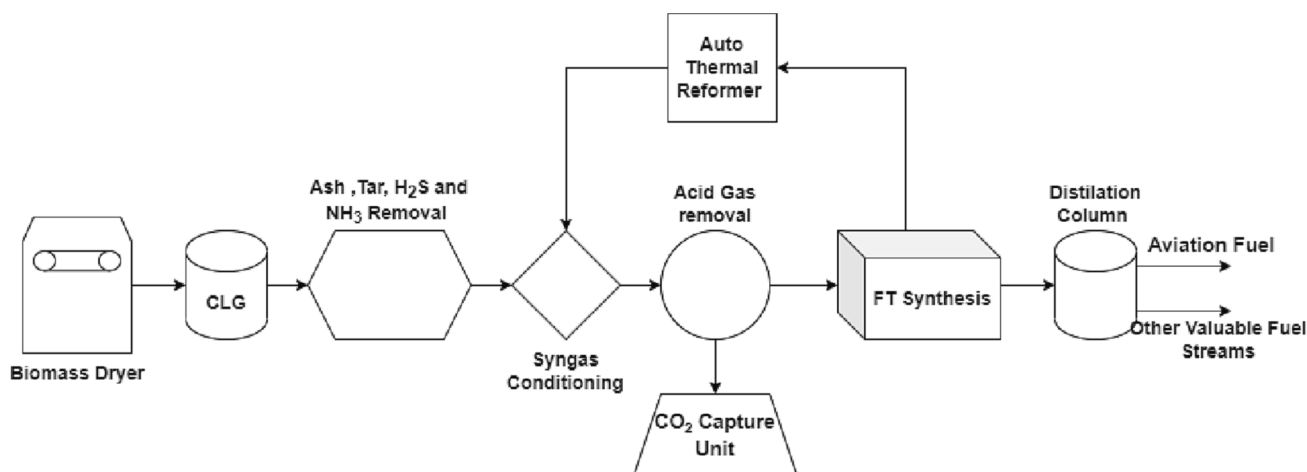 Auto
Thermal
Reformer
Ash ,Tar, H₂S and
NH₃ Removal
Acid Gas
removal
Distilation
Column
Aviation Fuel
CLG
FT Synthesis
Other Valuable Fuel
Streams
Biomass Dryer
Syngas
Conditioning
CO₂ Capture
Unit